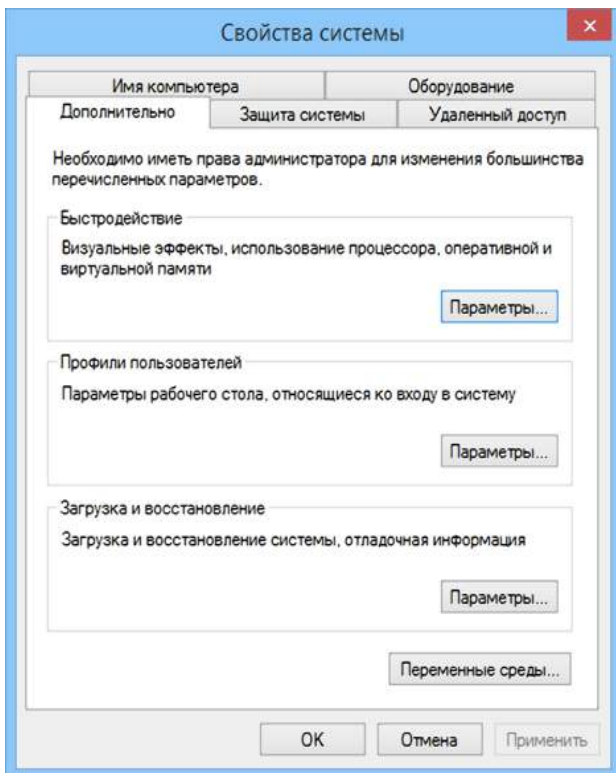 Свойства системы
Имя компьютера
Оборудование
Дополнительно
Защита системы
Удаленный доступ
Необходимо иметь права администратора для изменения большинства
перечисленных параметров.
Быстродействие
Визуальные эффекты, использование процессора, оперативной и
виртуальной памяти
Параметры...
Профили пользователей
Параметры рабочего стола, относящиеся ко входу в систему
Параметры...
Загрузка и восстановление
Загрузка и восстановление системы, отладочная информация
Параметры...
Переменные среды...
OK
Отмена
Применить